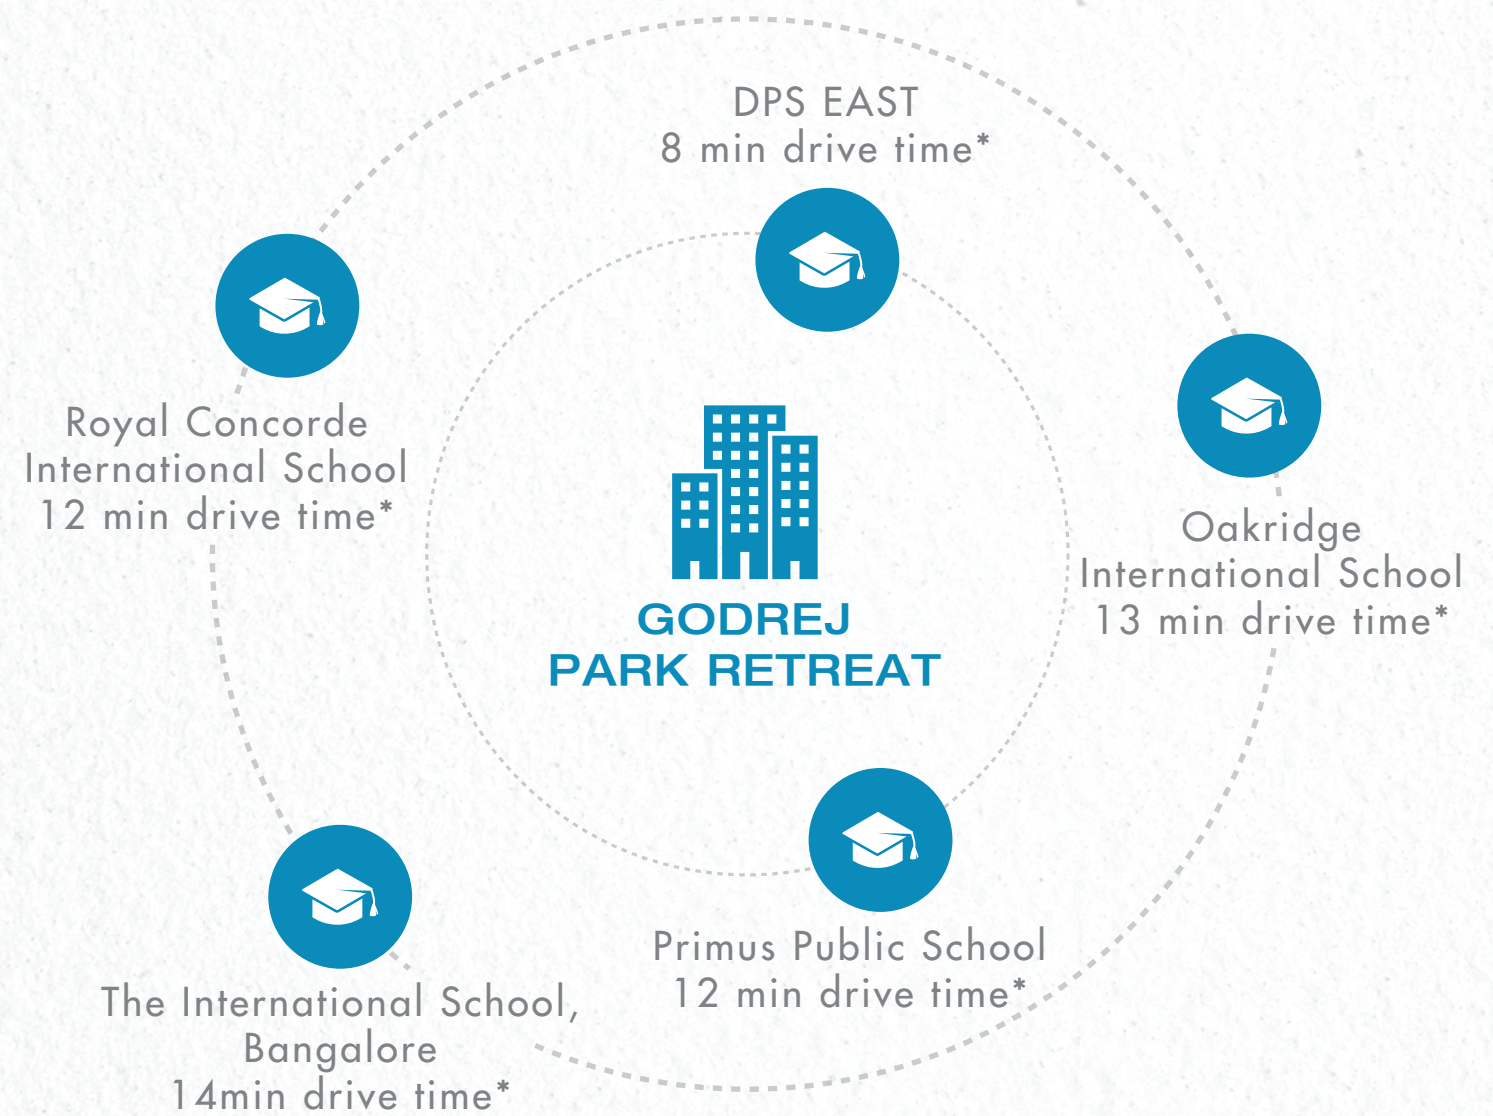 DPS EAST
8 min drive time*
Royal Concorde
International School
12 min drive time*
Oakridge
International School
13 min drive time*
GODREJ
PARK RETREAT
Primus Public School
12 min drive time*
The International School,
Bangalore
14min drive time*